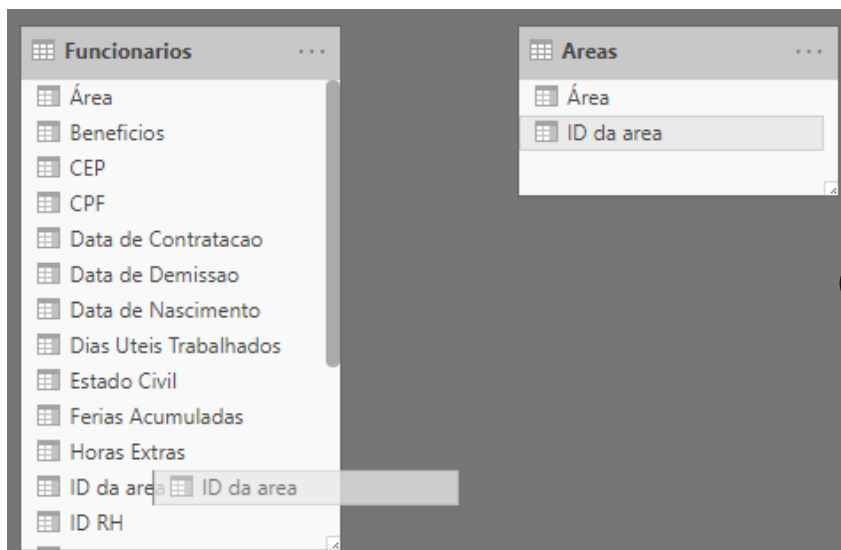 Funcionarios
Área
Beneficios
CEP
CPF
Data de Contratacao
Data de Demissao
Data de Nascimento
Dias Uteis Trabalhados
Estado Civil
Ferias Acumuladas
Horas Extras
ID da area
ID da area
ID RH
Areas
Área
ID da area